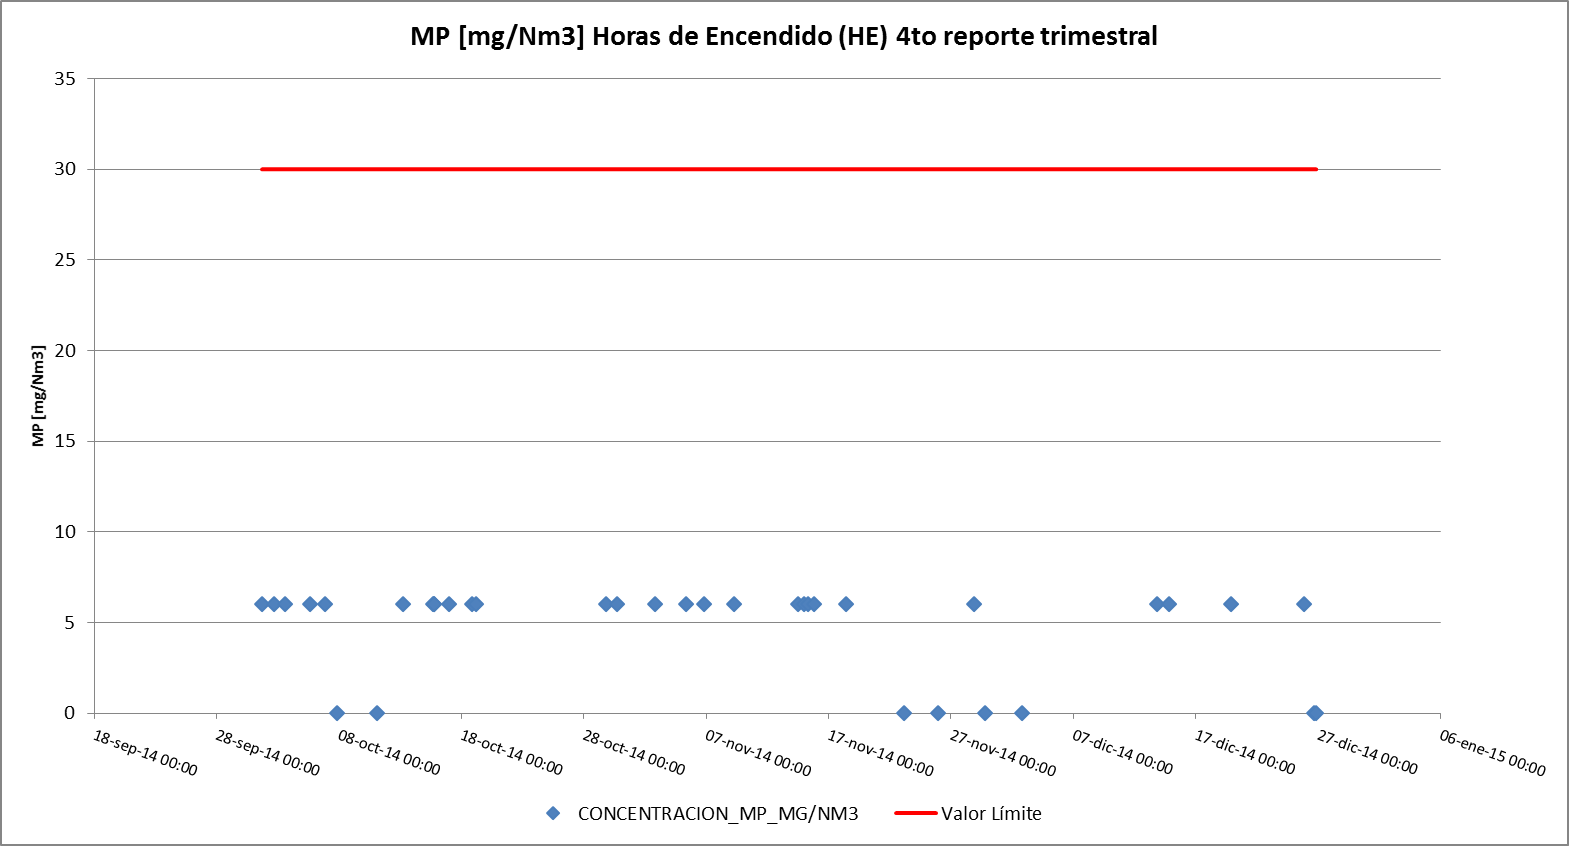 MP [mg/Nm3] Horas de Encendido (HE) 4to reporte trimestral
35
30
25
20
15
10
5
0
MP [mg/Nm3]
18-sep-14 00:00
28-sep-14 00:00
08-oct-14 00:00
18-oct-14 00:00
28-oct-14 00:00
07-nov-14 00:00
17-nov-14 00:00
27-nov-14 00:00
07-dic-14 00:00
17-dic-14 00:00
27-dic-14 00:00
06-ene-15 00:00
CONCENTRACION_MP_MG/NM3
Valor Límite